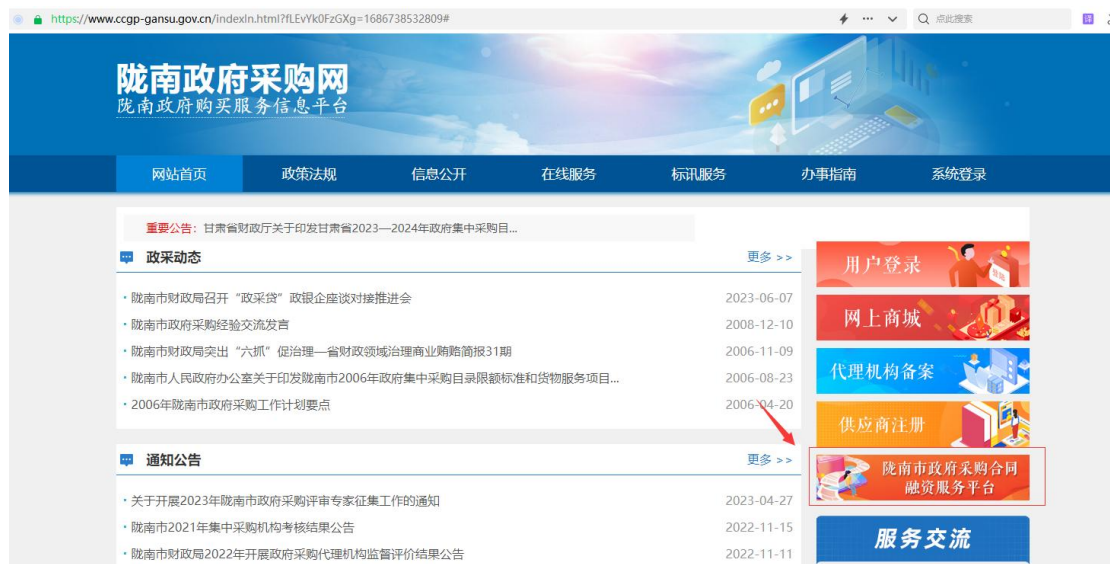 https://www.ccgp-gansu.gov.cn/indexIn.html?fLEvYk0FzGXg=1686738532809#
点此搜索
译
陇南政府采购网
陇南政府购买服务信息平台
网站首页 政策法规 信息公开 在线服务 标讯服务 办事指南 系统登录
重要公告：甘肃省财政厅关于印发甘肃省2023—2024年政府集中采购目...
政采动态 更多 >>
陇南市财政局召开“政采贷”政银企座谈对接推进会 2023-06-07
陇南市政府采购经验交流发言 2008-12-10
陇南市财政局突出“六抓”促治理—省财政领域治理商业贿赂简报31期 2006-11-09
陇南市人民政府办公室关于印发陇南市2006年政府集中采购目录限额标准和货物服务项目... 2006-08-23
2006年陇南市政府采购工作计划要点 2006-04-20
通知公告 更多 >>
关于开展2023年陇南市政府采购评审专家征集工作的通知 2023-04-27
陇南市2021年集中采购机构考核结果公告 2022-11-15
陇南市财政局2022年开展政府采购代理机构监督评价结果公告 2022-11-11
用户登录
网上商城
代理机构备案
供应商注册
陇南市政府采购合同
融资服务平台
服务交流